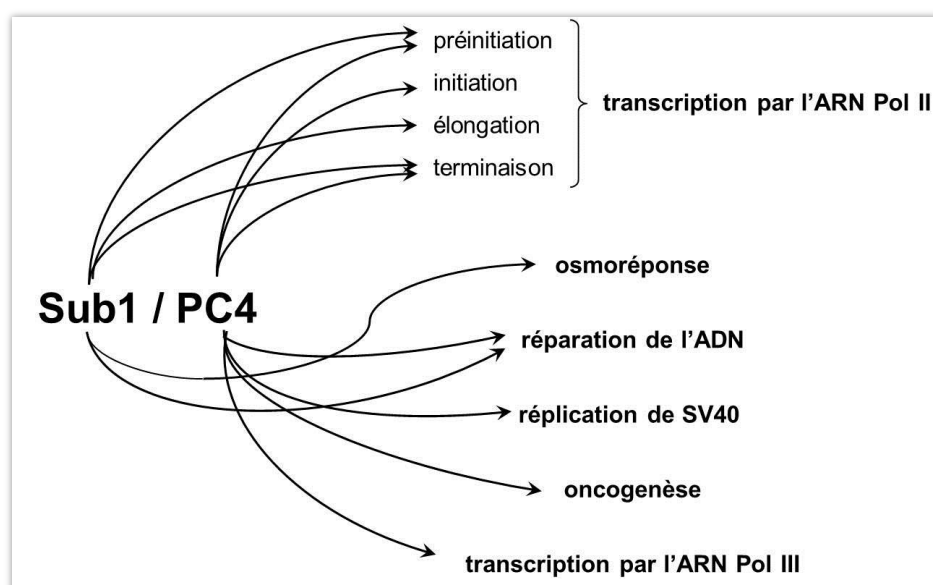 préinitiation
initiation
transcription par l'ARN Pol II
élongation
terminaison
osmoréponse
Sub1 / PC4
réparation de l'ADN
réplication de SV40
oncogenèse
transcription par l'ARN Pol III